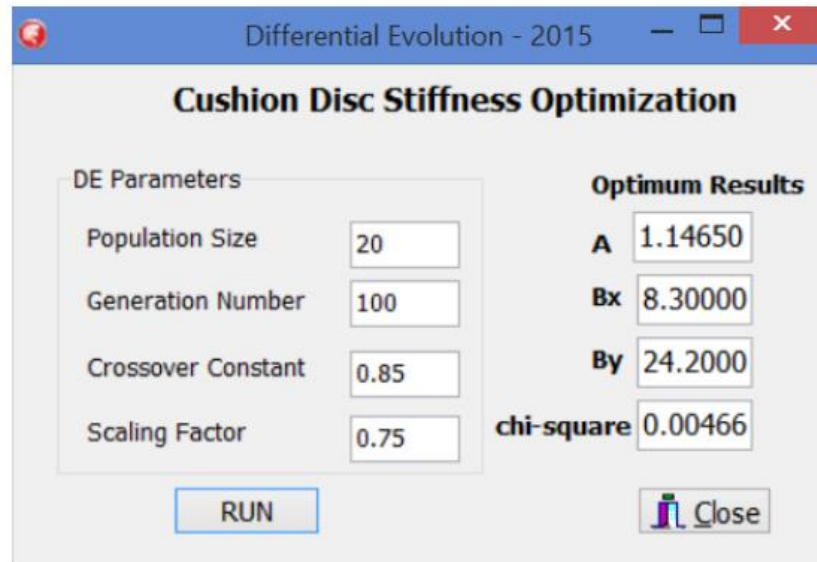 Differential Evolution - 2015
Cushion Disc Stiffness Optimization
DE Parameters
Population Size 20
Generation Number 100
Crossover Constant 0.85
Scaling Factor 0.75
RUN
Optimum Results
A 1.14650
Bx 8.30000
By 24.2000
chi-square 0.00466
Close